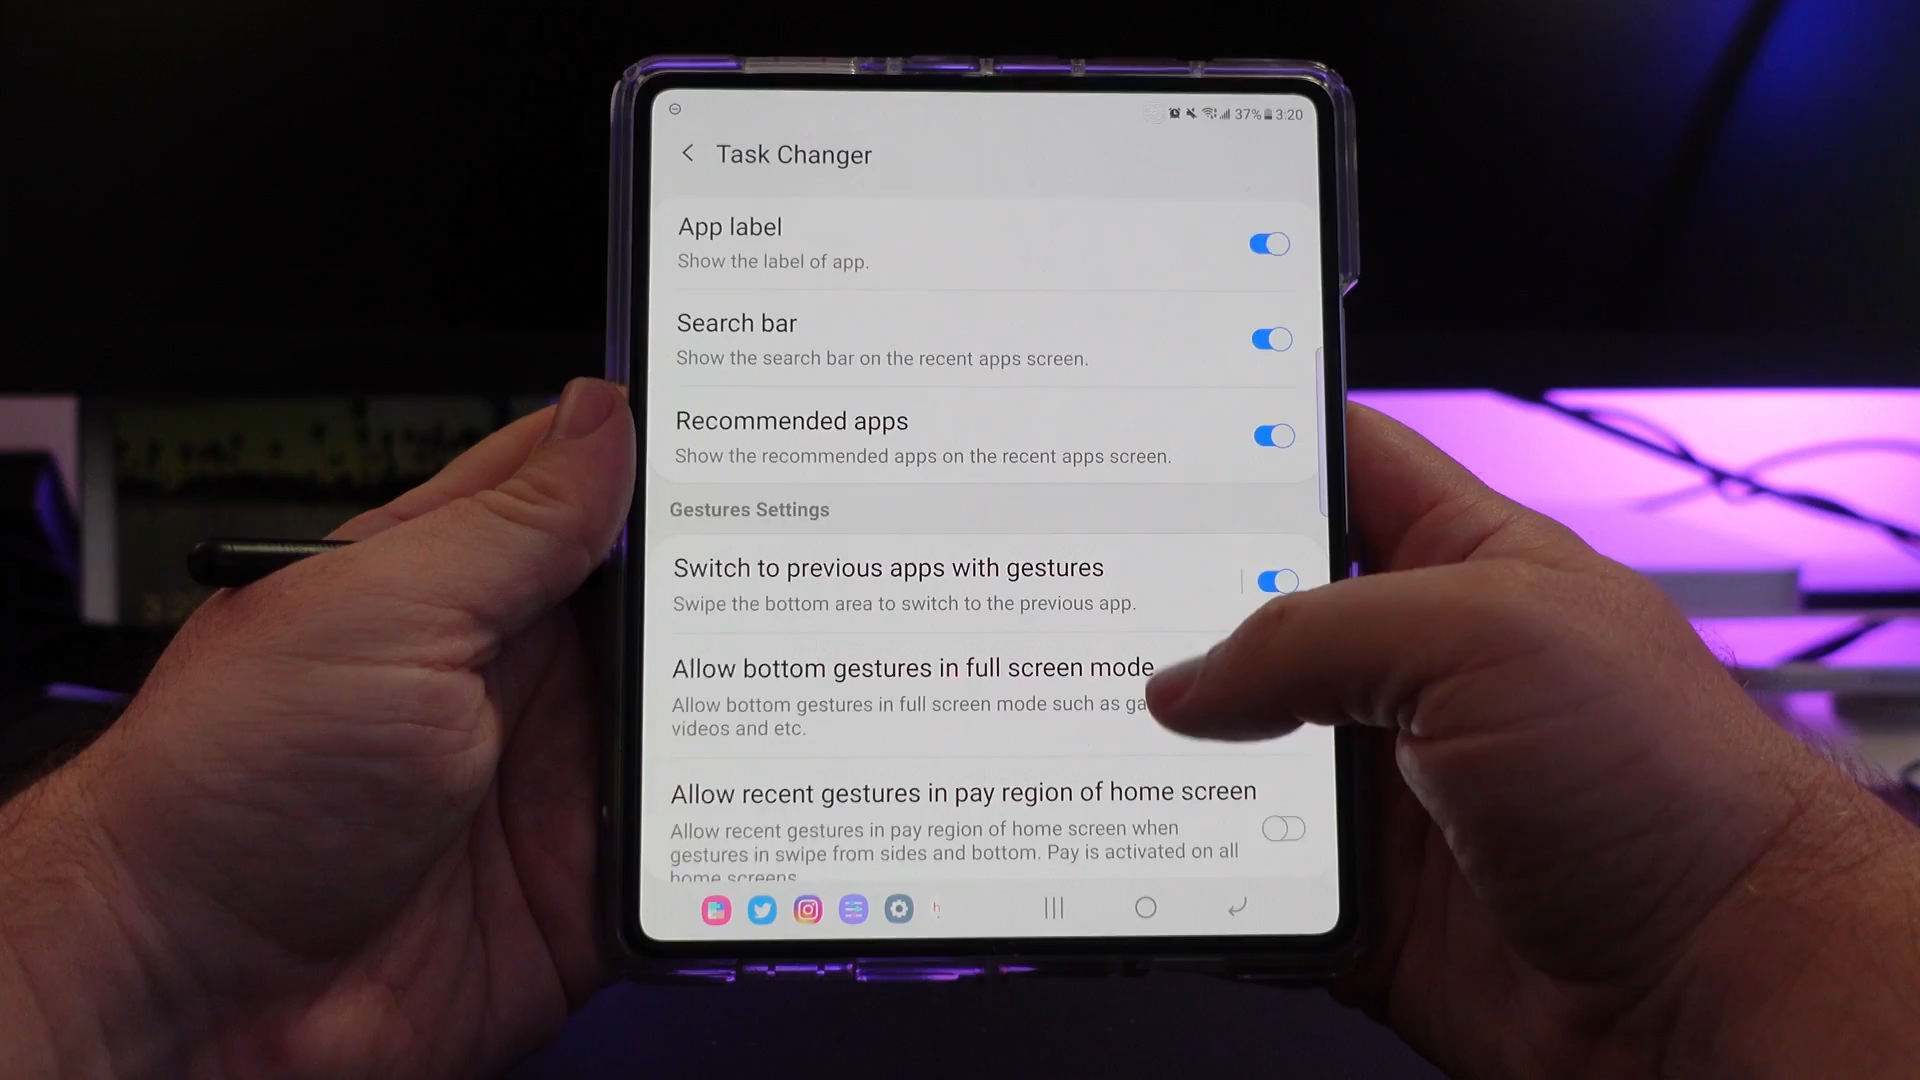 37% 3:20
Task Changer
App label
Show the label of app.
Search bar
Show the search bar on the recent apps screen.
Recommended apps
Show the recommended apps on the recent apps screen.
Gestures Settings
Switch to previous apps with gestures
Swipe the bottom area to switch to the previous app.
Allow bottom gestures in full screen mode
Allow bottom gestures in full screen mode such as ga
videos and etc.
Allow recent gestures in pay region of home screen
Allow recent gestures in pay region of home screen when
gestures in swipe from sides and bottom. Pay is activated on all
home screens